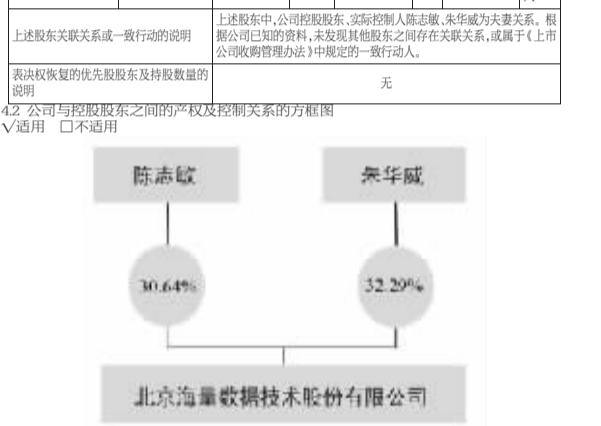 上述股东关联关系或一致行动的说明
上述股东中,公司控股股东、实际控制人陈志敏、朱华威为夫妻关系。根
据公司已知的资料,未发现其他股东之间存在关联关系,或属于《上市
公司收购管理办法》中规定的一致行动人。
表决权恢复的优先股股东及持股数量的
说明
无
4.2 公司与控股股东之间的产权及控制关系的方框图
√适用 □不适用
陈志敏 朱华威
30.64% 32.29%
北京海量数据技术股份有限公司